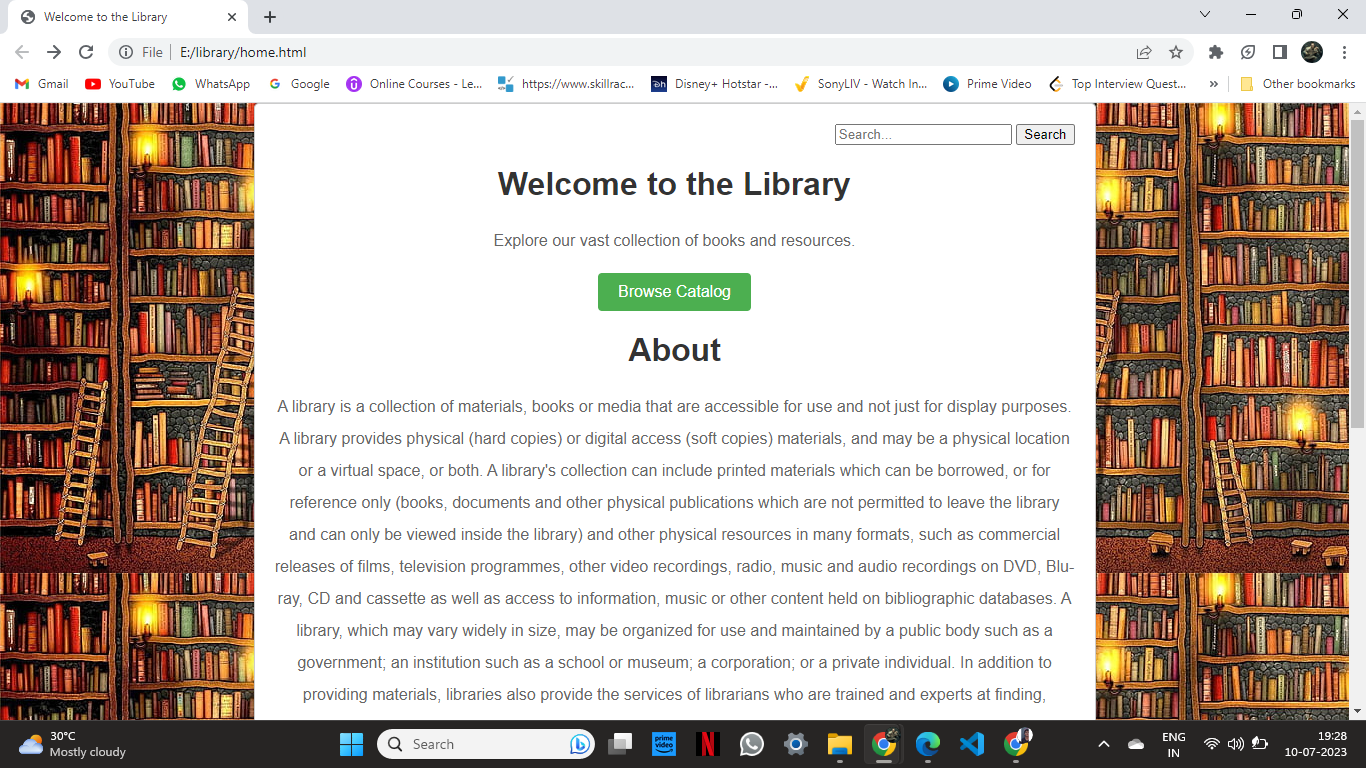 Welcome to the Library
File
E:/library/home.html
Gmail
YouTube
WhatsApp
Google
Online Courses - Le...
https://www.skillrac...
Disney+ Hotstar -...
SonyLIV - Watch In...
Prime Video
Top Interview Quest...
»
Other bookmarks
Search...
Search
Welcome to the Library
Explore our vast collection of books and resources.
Browse Catalog
About
A library is a collection of materials, books or media that are accessible for use and not just for display purposes.
A library provides physical (hard copies) or digital access (soft copies) materials, and may be a physical location
or a virtual space, or both. A library's collection can include printed materials which can be borrowed, or for
reference only (books, documents and other physical publications which are not permitted to leave the library
and can only be viewed inside the library) and other physical resources in many formats, such as commercial
releases of films, television programmes, other video recordings, radio, music and audio recordings on DVD, Blu-
ray, CD and cassette as well as access to information, music or other content held on bibliographic databases. A
library, which may vary widely in size, may be organized for use and maintained by a public body such as a
government; an institution such as a school or museum; a corporation; or a private individual. In addition to
providing materials, libraries also provide the services of librarians who are trained and experts at finding,
30°C
Mostly cloudy
Search
prime video
ENG
IN
19:28
10-07-2023